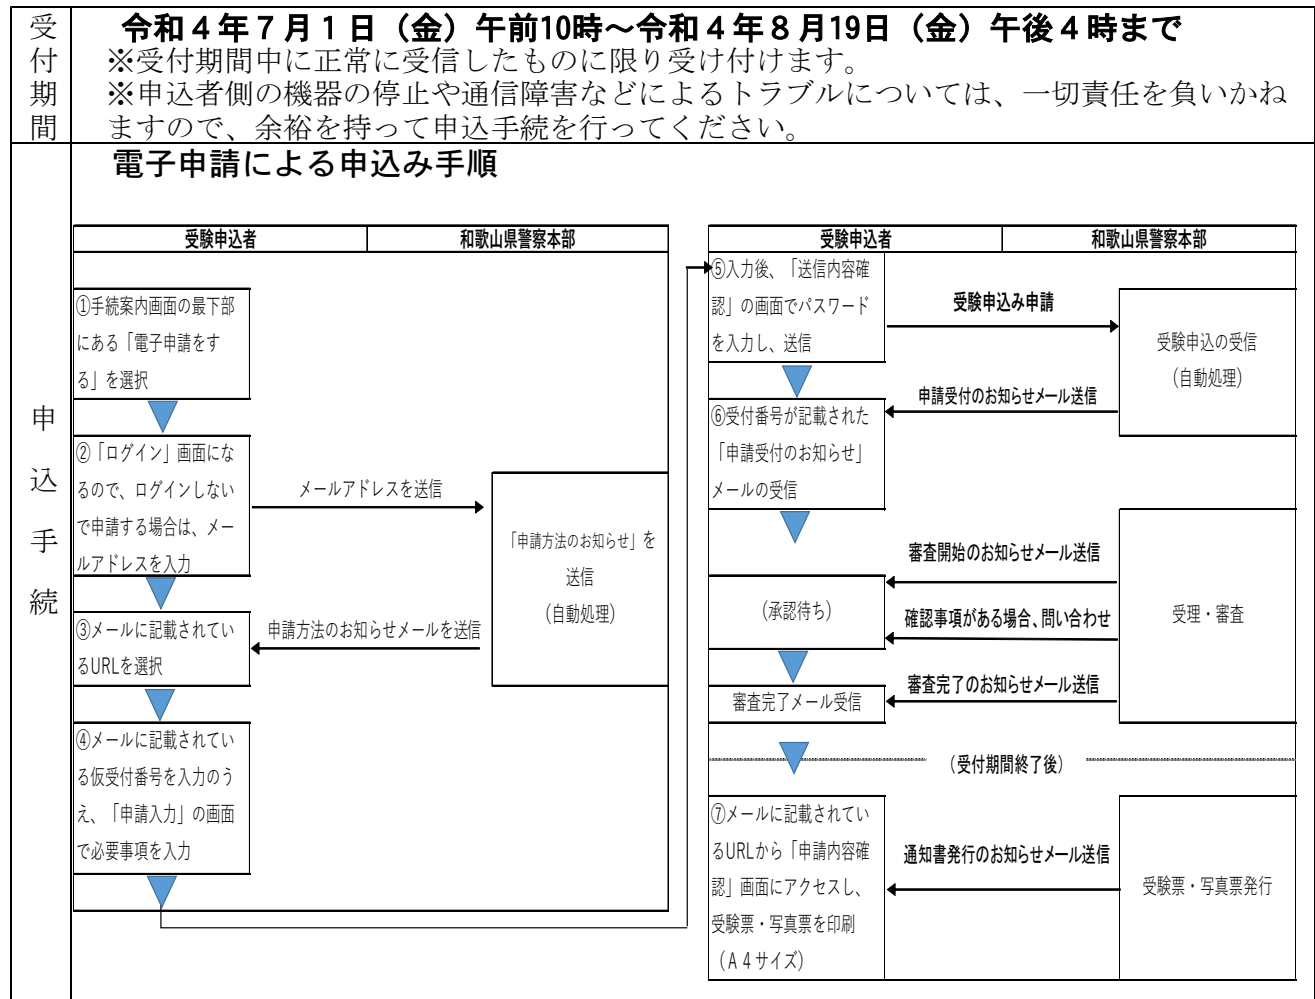 受付期間
令和４年７月１日（金）午前10時～令和４年８月19日（金）午後４時まで
※受付期間中に正常に受信したものに限り受け付けます。
※申込者側の機器の停止や通信障害などによるトラブルについては、一切責任を負いかね
ますので、余裕を持って申込手続を行ってください。
申込手続
電子申請による申込み手順
受験申込者
和歌山県警察本部
①手続案内画面の最下部
にある「電子申請をす
る」を選択
②「ログイン」画面にな
るので、ログインしない
で申請する場合は、メー
ルアドレスを入力
メールアドレスを送信
「申請方法のお知らせ」を
送信
（自動処理）
申請方法のお知らせメールを送信
③メールに記載されてい
るURLを選択
④メールに記載されてい
る仮受付番号を入力のう
え、「申請入力」の画面
で必要事項を入力
受験申込者
和歌山県警察本部
⑤入力後、「送信内容確
認」の画面でパスワード
を入力し、送信
受験申込み申請
受験申込の受信
（自動処理）
申請受付のお知らせメール送信
⑥受付番号が記載された
「申請受付のお知らせ」
メールの受信
審査開始のお知らせメール送信
（承認待ち）
確認事項がある場合、問い合わせ
受理・審査
審査完了のお知らせメール送信
審査完了メール受信
（受付期間終了後）
⑦メールに記載されてい
るURLから「申請内容確
認」画面にアクセスし、
受験票・写真票を印刷
（Ａ４サイズ）
通知書発行のお知らせメール送信
受験票・写真票発行